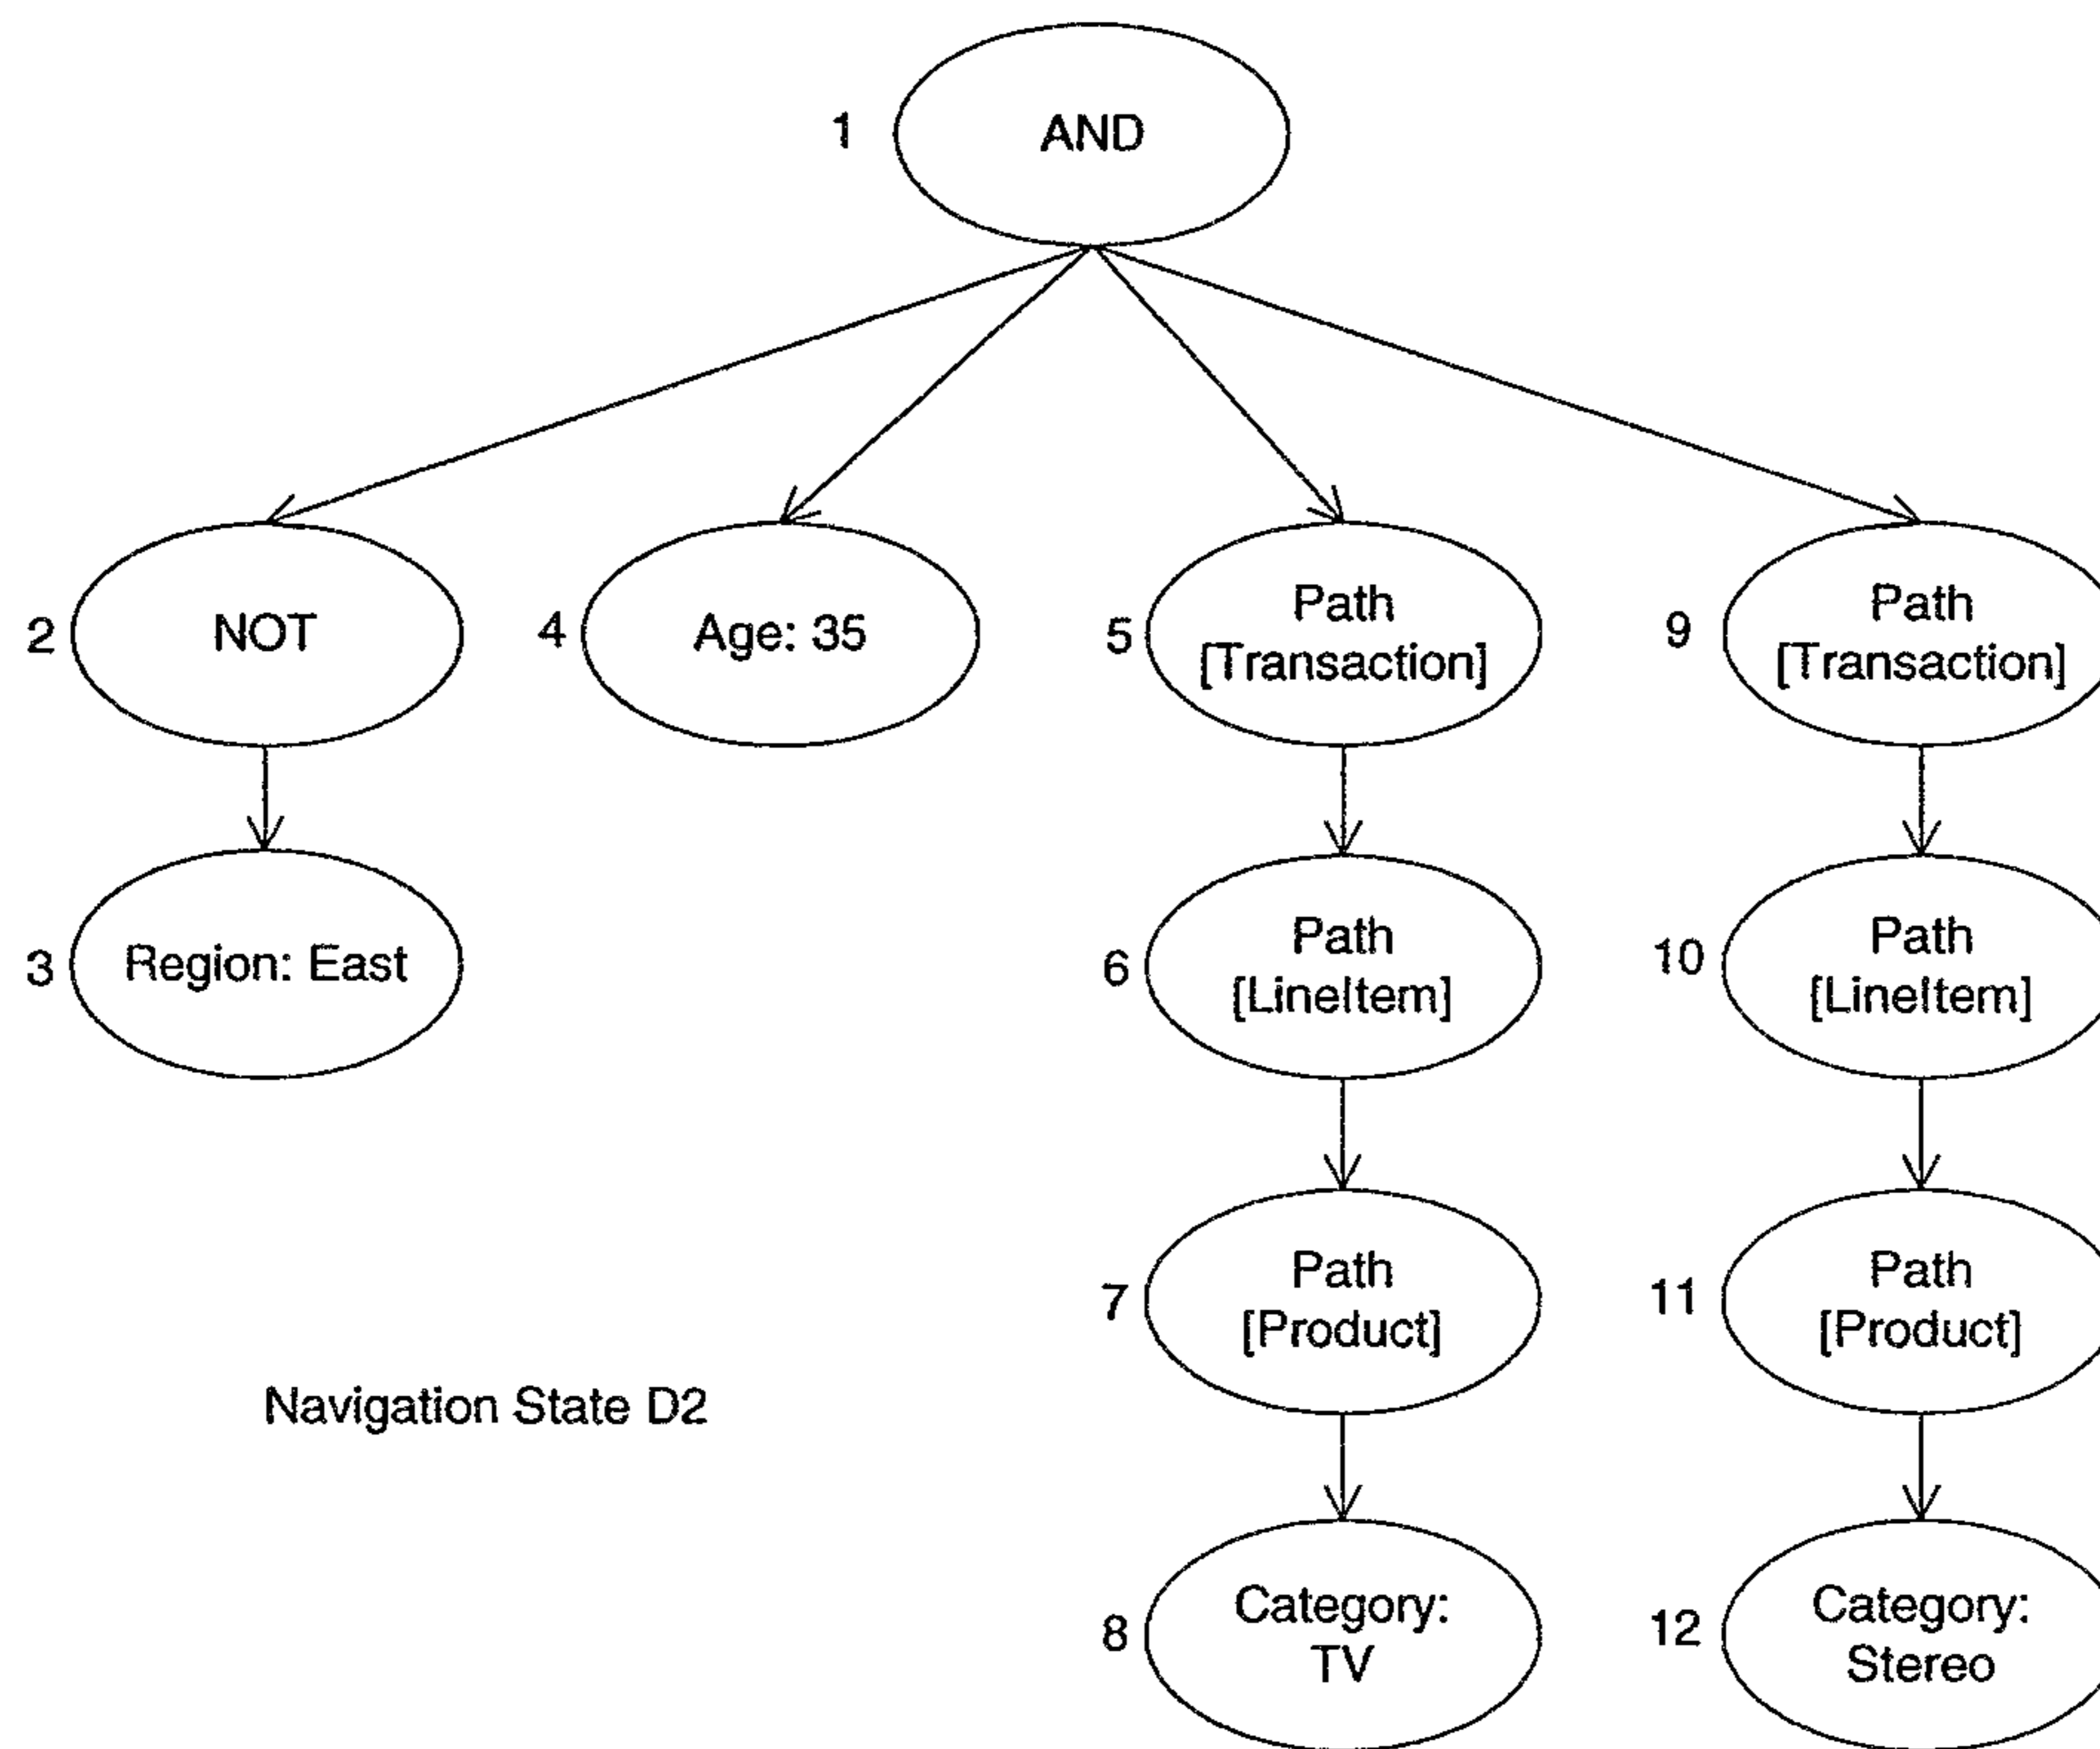 1
AND
2
NOT
4
Age: 35
5
Path
[Transaction]
9
Path
[Transaction]
3
Region: East
6
Path
[LineItem]
10
Path
[LineItem]
7
Path
[Product]
11
Path
[Product]
Navigation State D2
8
Category:
TV
12
Category:
Stereo